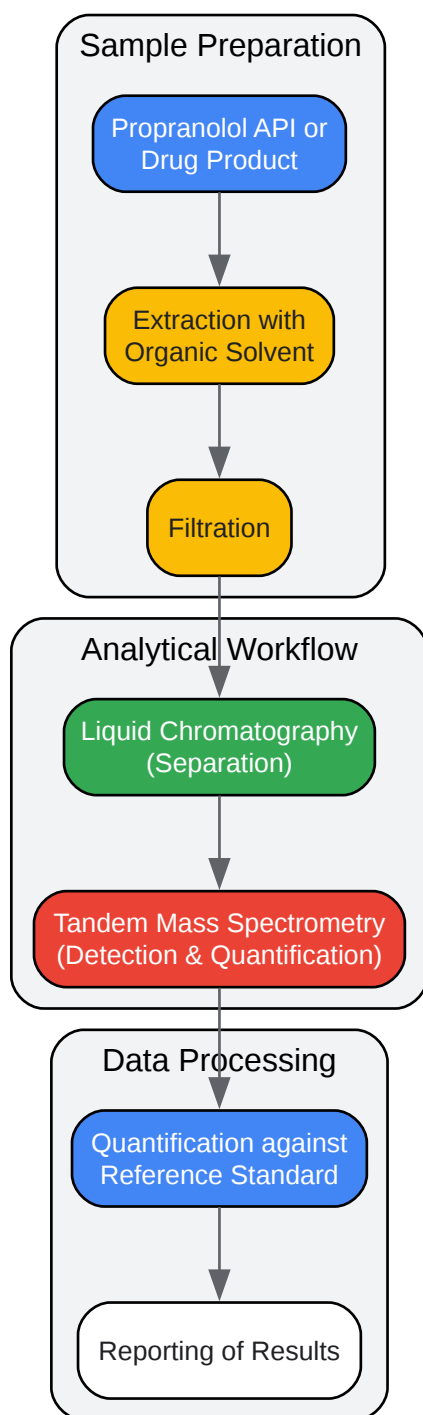 Sample Preparation
Propranolol API or
Drug Product
Extraction with
Organic Solvent
Filtration
Analytical Workflow
Liquid Chromatography
(Separation)
Tandem Mass Spectrometry
(Detection & Quantification)
Data Processing
Quantification against
Reference Standard
Reporting of Results